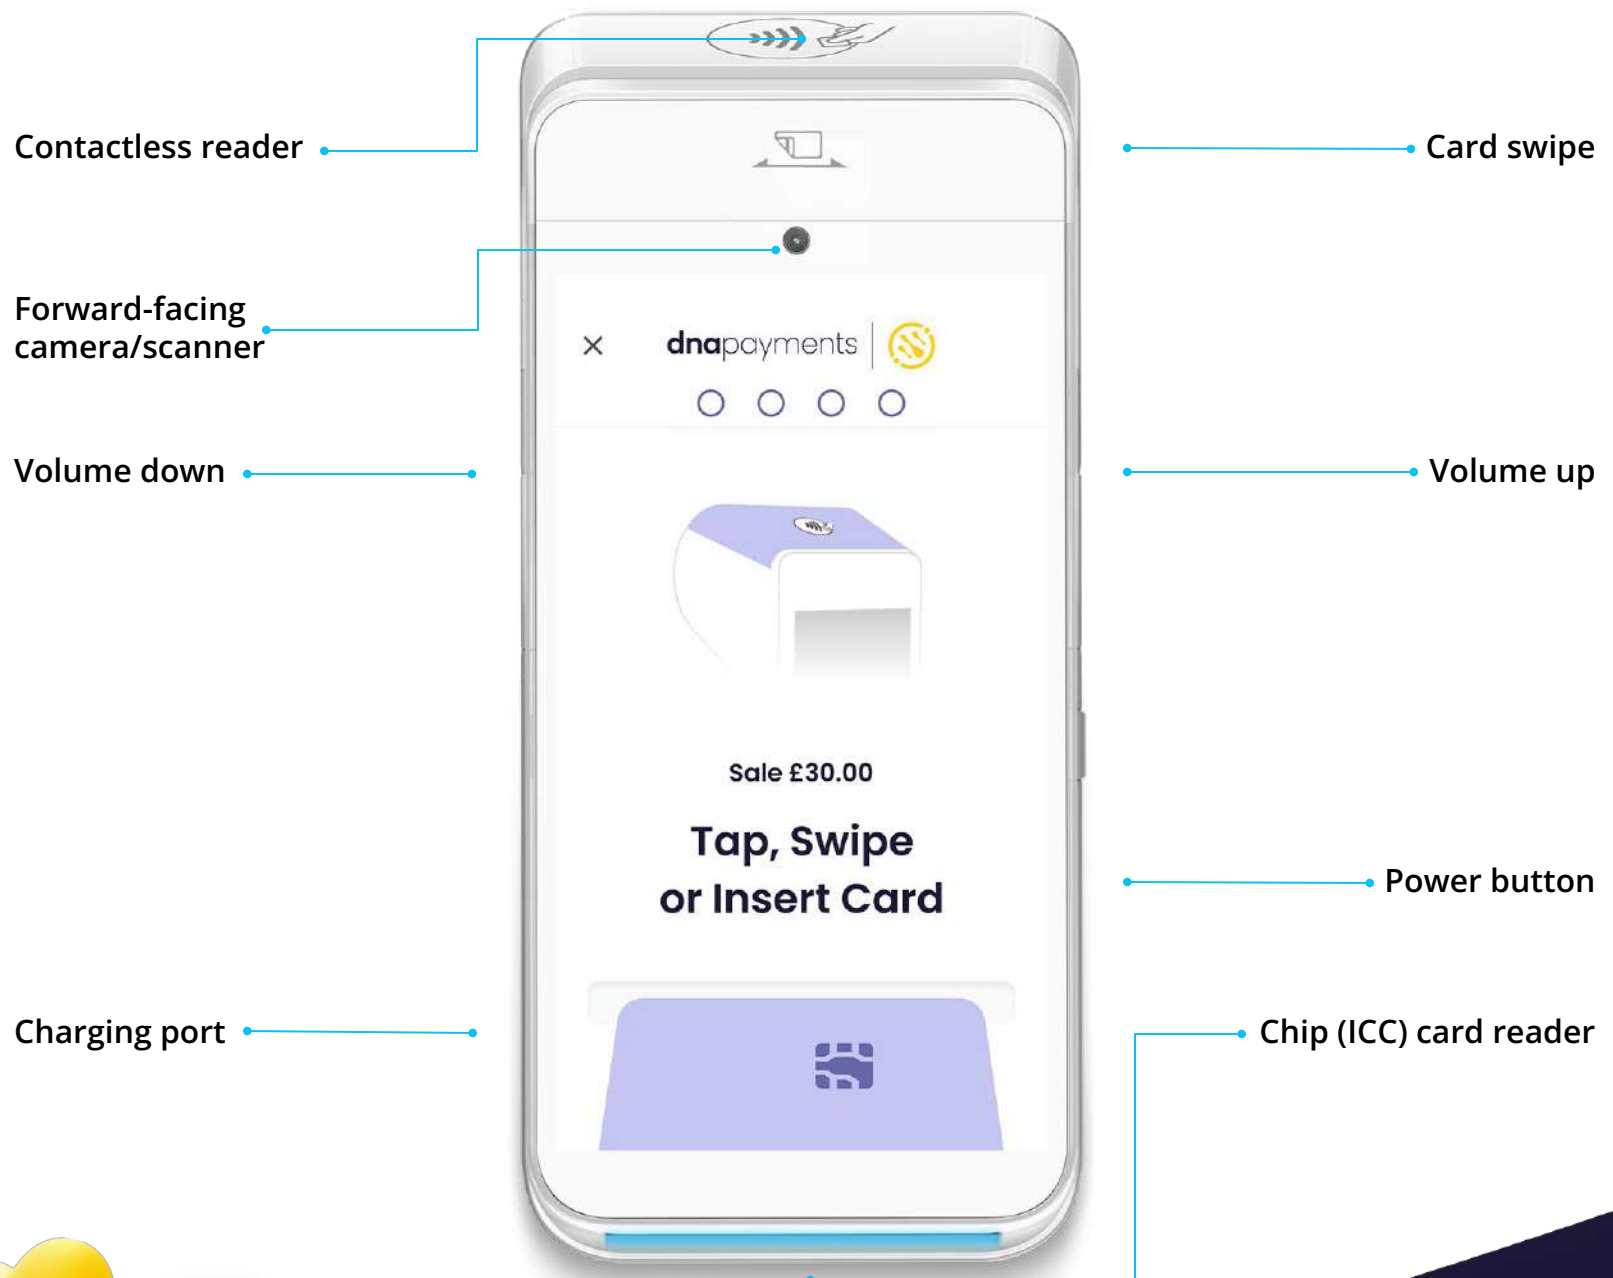 Contactless reader
Card swipe
Forward-facing
camera/scanner
dnapayments
Volume down
Volume up
Sale £30.00
Tap, Swipe
or Insert Card
Power button
Charging port
Chip (ICC) card reader